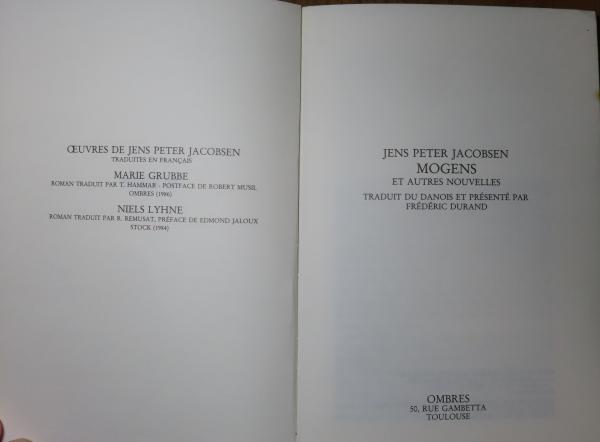 ŒUVRES DE JENS PETER JACOBSEN
TRADUITES EN FRANÇAIS
MARIE GRUBBE
ROMAN TRADUIT PAR T. HAMMAR - POSTFACE DE ROBERT MUSIL
OMBRES (1986)
NIELS LYHNE
ROMAN TRADUIT PAR R. REMUSAT, PRÉFACE DE EDMOND JALOUX
STOCK (1984)
JENS PETER JACOBSEN
MOGENS
ET AUTRES NOUVELLES
TRADUIT DU DANOIS ET PRÉSENTÉ PAR
FRÉDÉRIC DURAND
OMBRES
50, RUE GAMBETTA
TOULOUSE